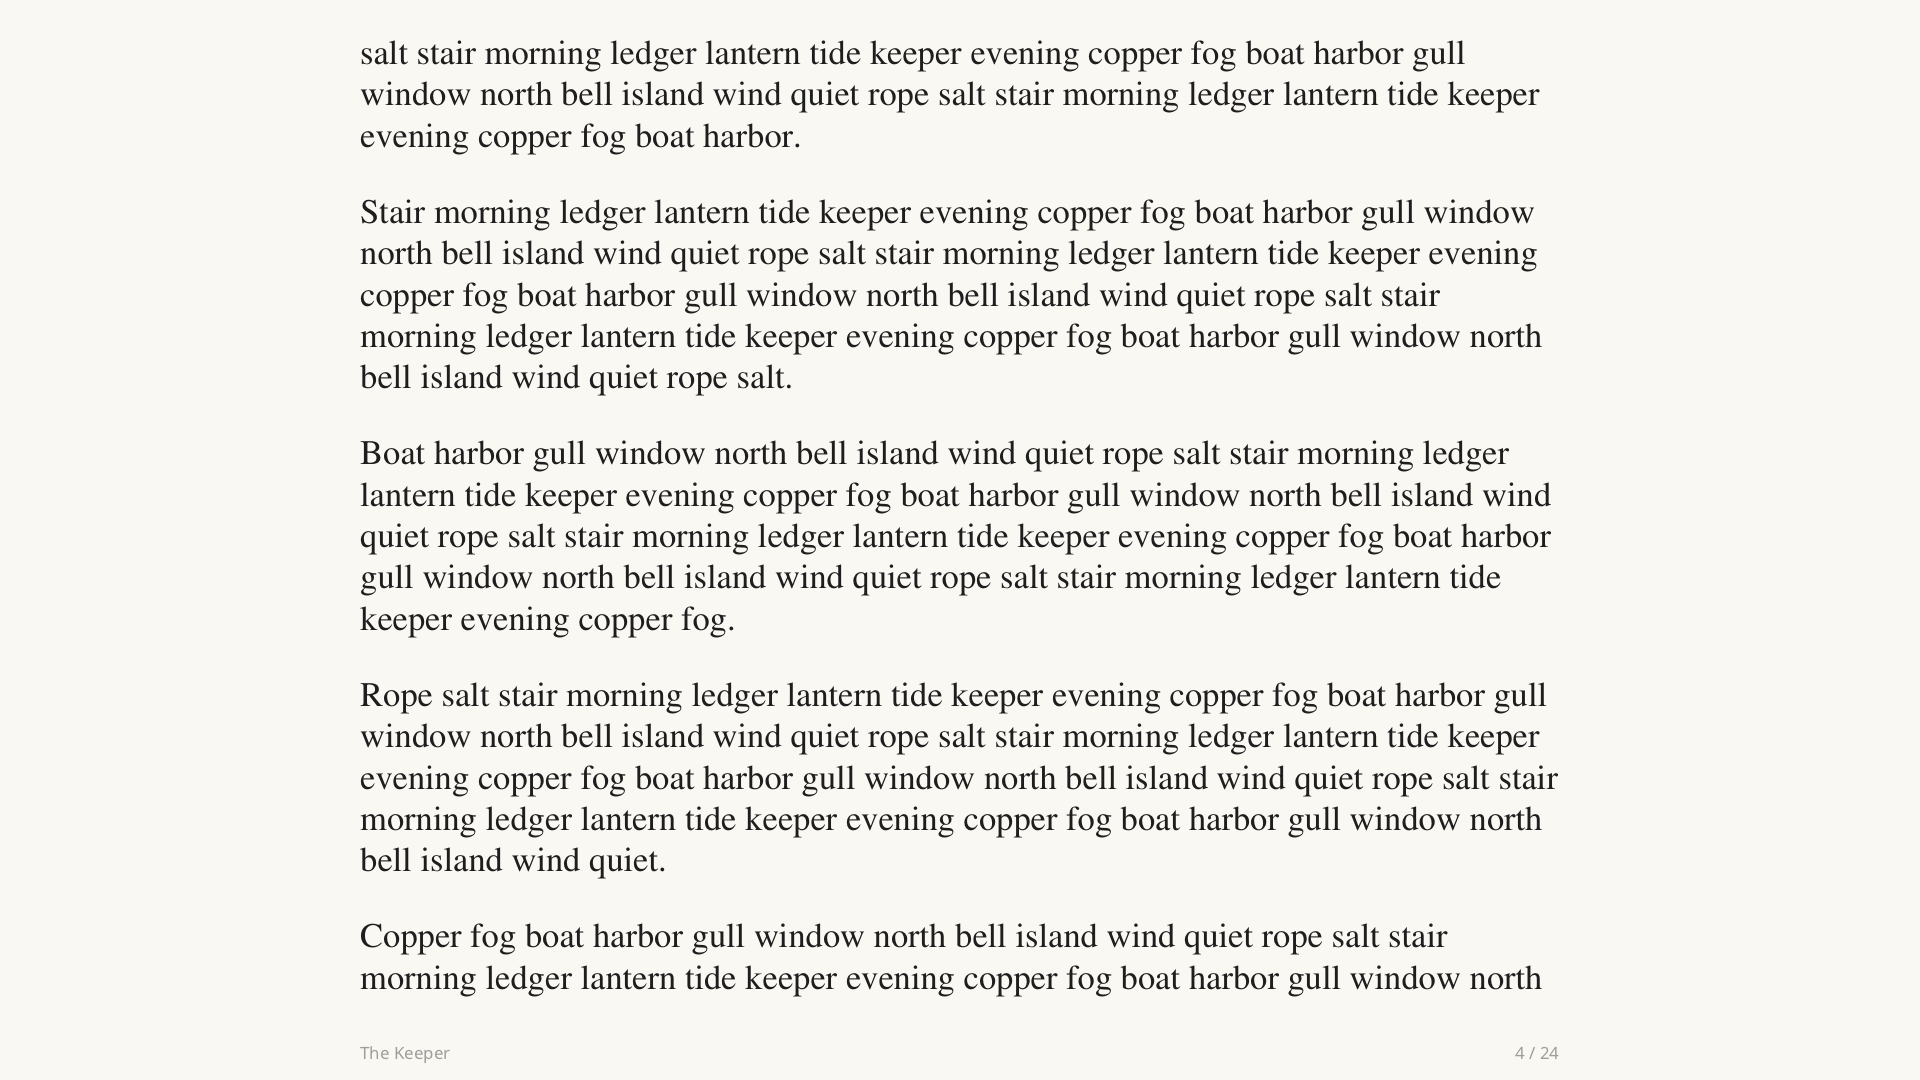 salt stair morning ledger lantern tide keeper evening copper fog boat harbor gull
window north bell island wind quiet rope salt stair morning ledger lantern tide keeper
evening copper fog boat harbor.
Stair morning ledger lantern tide keeper evening copper fog boat harbor gull window
north bell island wind quiet rope salt stair morning ledger lantern tide keeper evening
copper fog boat harbor gull window north bell island wind quiet rope salt stair
morning ledger lantern tide keeper evening copper fog boat harbor gull window north
bell island wind quiet rope salt.
Boat harbor gull window north bell island wind quiet rope salt stair morning ledger
lantern tide keeper evening copper fog boat harbor gull window north bell island wind
quiet rope salt stair morning ledger lantern tide keeper evening copper fog boat harbor
gull window north bell island wind quiet rope salt stair morning ledger lantern tide
keeper evening copper fog.
Rope salt stair morning ledger lantern tide keeper evening copper fog boat harbor gull
window north bell island wind quiet rope salt stair morning ledger lantern tide keeper
evening copper fog boat harbor gull window north bell island wind quiet rope salt stair
morning ledger lantern tide keeper evening copper fog boat harbor gull window north
bell island wind quiet.
Copper fog boat harbor gull window north bell island wind quiet rope salt stair
morning ledger lantern tide keeper evening copper fog boat harbor gull window north
The Keeper 4 / 24